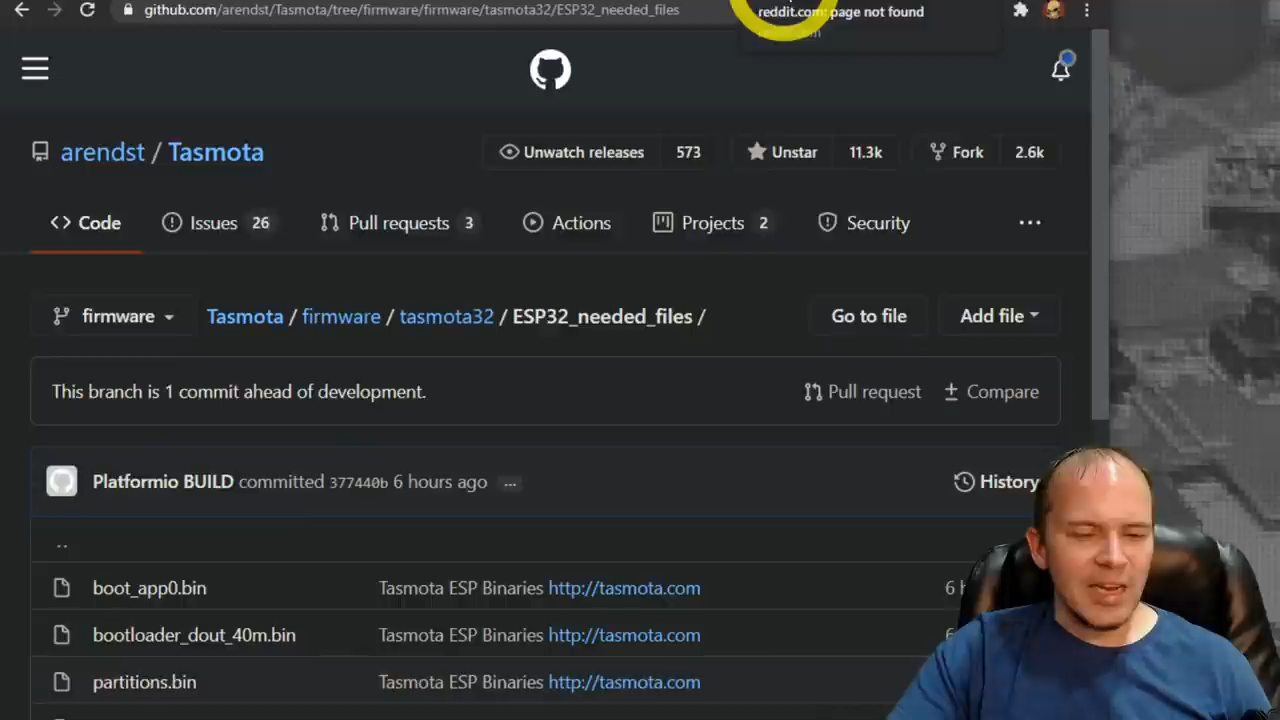 github.com/arendst/Tasmota/tree/firmware/firmware/tasmota32/ESP32_needed_files
reddit.com: page not found
arendst / Tasmota
Unwatch releases 573
Unstar 11.3k
Fork 2.6k
Code
Issues 26
Pull requests 3
Actions
Projects 2
Security
firmware
Tasmota / firmware / tasmota32 / ESP32_needed_files /
Go to file
Add file
This branch is 1 commit ahead of development.
Pull request
Compare
Platformio BUILD committed 377440b 6 hours ago
History
..
boot_app0.bin Tasmota ESP Binaries http://tasmota.com 6
bootloader_dout_40m.bin Tasmota ESP Binaries http://tasmota.com
partitions.bin Tasmota ESP Binaries http://tasmota.com